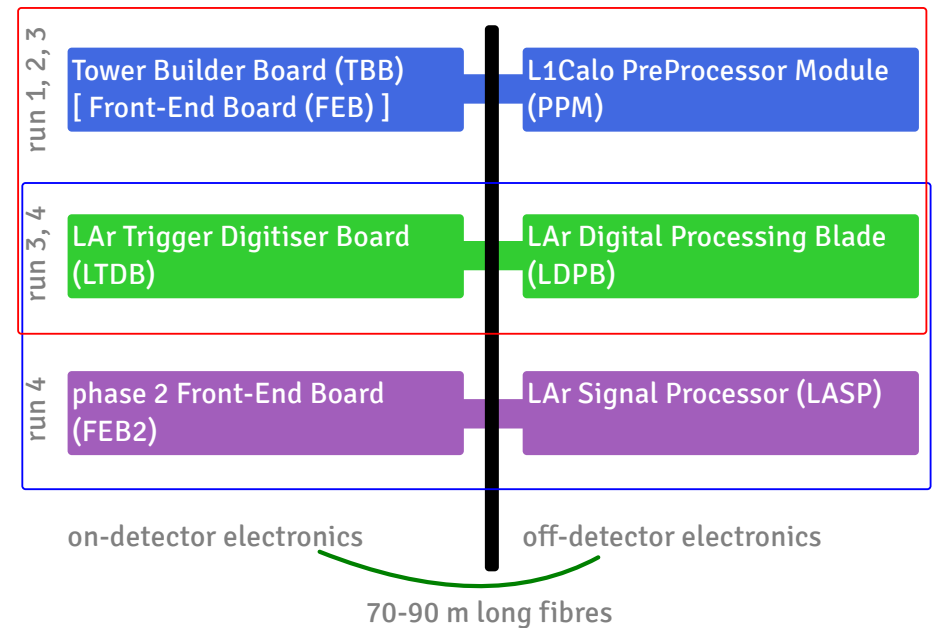 run 1, 2, 3
Tower Builder Board (TBB)
[ Front-End Board (FEB) ]
L1Calo PreProcessor Module
(PPM)
run 3, 4
LAr Trigger Digitiser Board
(LTDB)
LAr Digital Processing Blade
(LDPB)
run 4
phase 2 Front-End Board
(FEB2)
LAr Signal Processor (LASP)
on-detector electronics
off-detector electronics
70-90 m long fibres